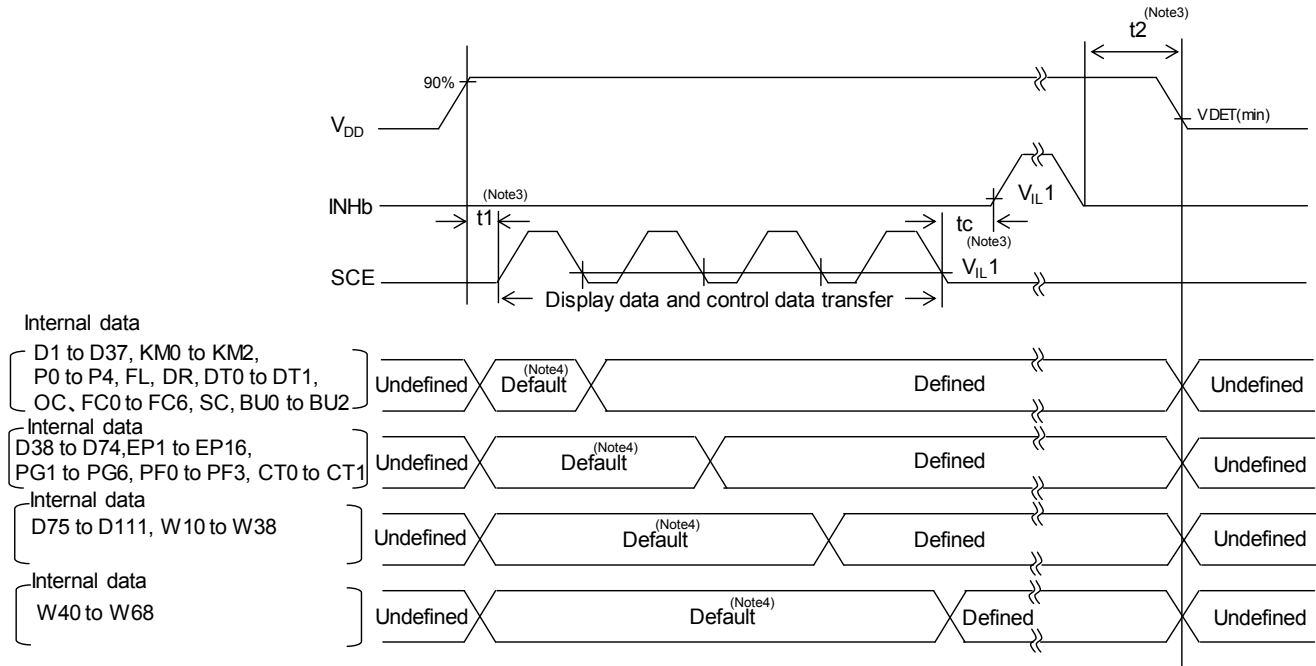 (Note3)
t2
90%
VDD
VDET(min)
(Note3)
INHb
VIL1
t1
tc
(Note3)
SCE
VIL1
Display data and control data transfer
Internal data
D1 to D37, KM0 to KM2,
P0 to P4, FL, DR, DT0 to DT1,
OC、FC0 to FC6, SC, BU0 to BU2
Undefined
Default
(Note4)
Defined
Undefined
Internal data
D38 to D74,EP1 to EP16,
PG1 to PG6, PF0 to PF3, CT0 to CT1
Undefined
Default
(Note4)
Defined
Undefined
Internal data
D75 to D111, W10 to W38
Undefined
Default
(Note4)
Defined
Undefined
Internal data
W40 to W68
Undefined
Default
(Note4)
Defined
Undefined